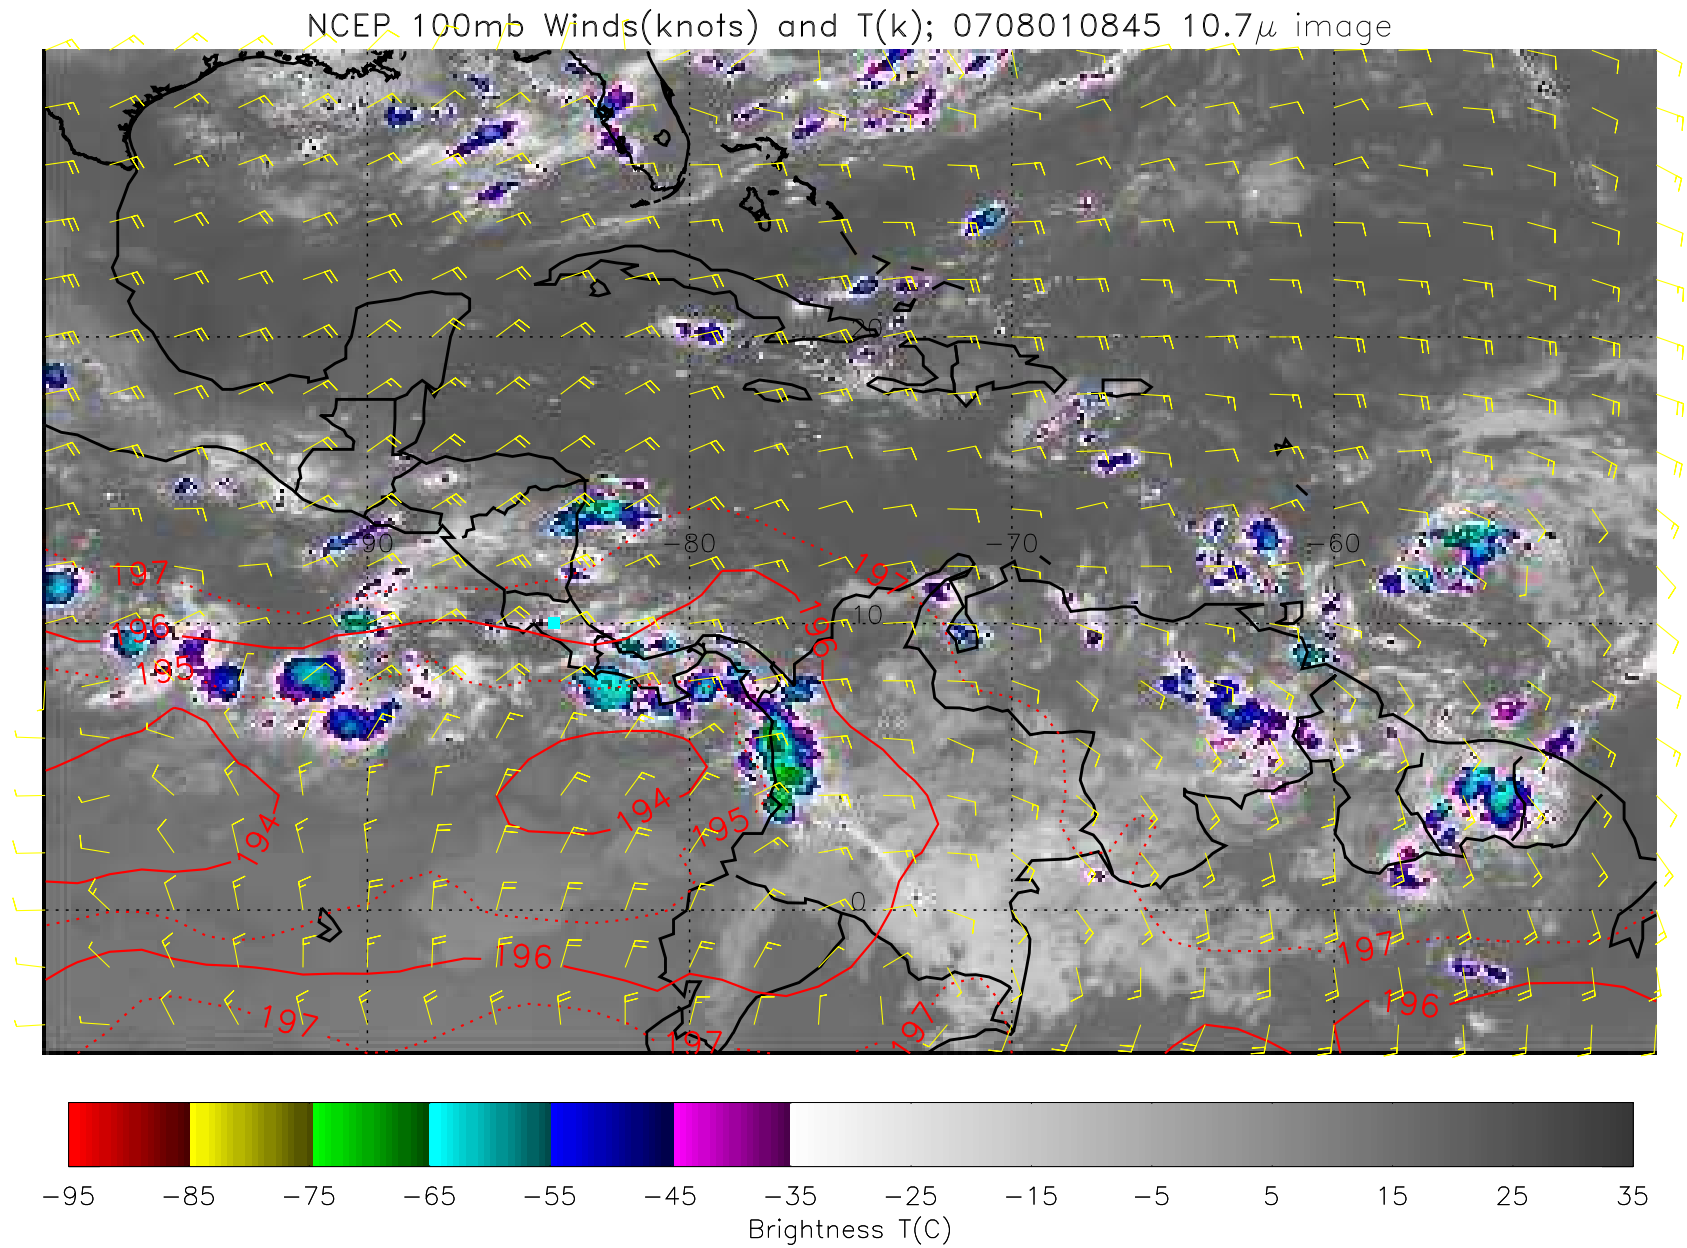 NCEP 100mb Winds(knots) and T(k); 0708010845 10.7μ image
20
-90 -80 -70 -60
197 197
196 196 10
195
194 194 195
0
196 197
197 197 197 196
-95 -85 -75 -65 -55 -45 -35 -25 -15 -5 5 15 25 35
Brightness T(C)